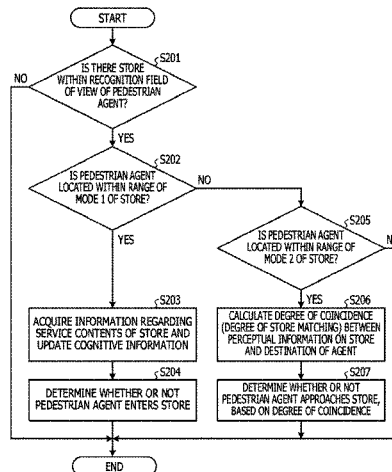 START
S201
IS THERE STORE
WITHIN RECOGNITION FIELD
OF VIEW OF PEDESTRIAN
AGENT?
NO
YES
S202
IS PEDESTRIAN AGENT
LOCATED WITHIN RANGE OF
MODE 1 OF STORE?
NO
YES
S205
IS PEDESTRIAN AGENT
LOCATED WITHIN RANGE OF
MODE 2 OF STORE?
YES
S203
ACQUIRE INFORMATION REGARDING
SERVICE CONTENTS OF STORE AND
UPDATE COGNITIVE INFORMATION
S206
CALCULATE DEGREE OF COINCIDENCE
(DEGREE OF STORE MATCHING) BETWEEN
PERCEPTUAL INFORMATION ON STORE
AND DESTINATION OF AGENT
S204
DETERMINE WHETHER OR NOT
PEDESTRIAN AGENT ENTERS STORE
S207
DETERMINE WHETHER OR NOT
PEDESTRIAN AGENT APPROACHES STORE,
BASED ON DEGREE OF COINCIDENCE
END